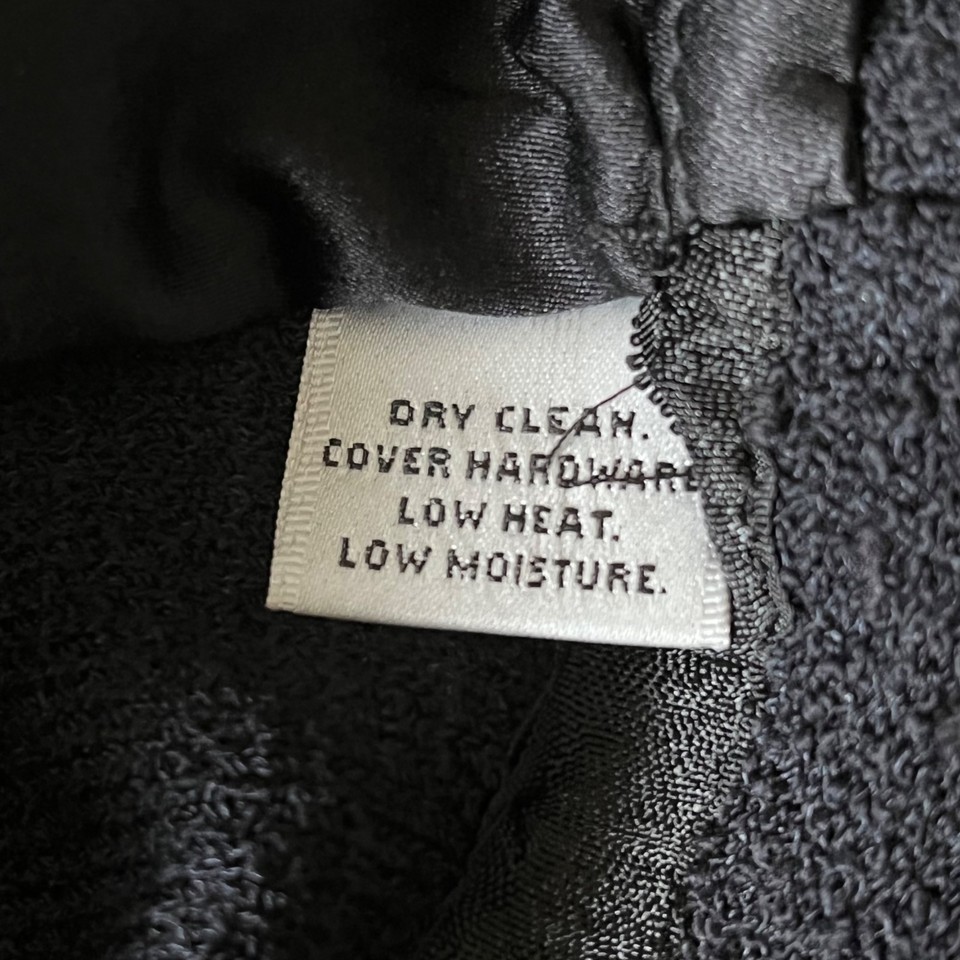 DRY CLEAN.
COVER HARDWARE
LOW HEAT.
LOW MOISTURE.